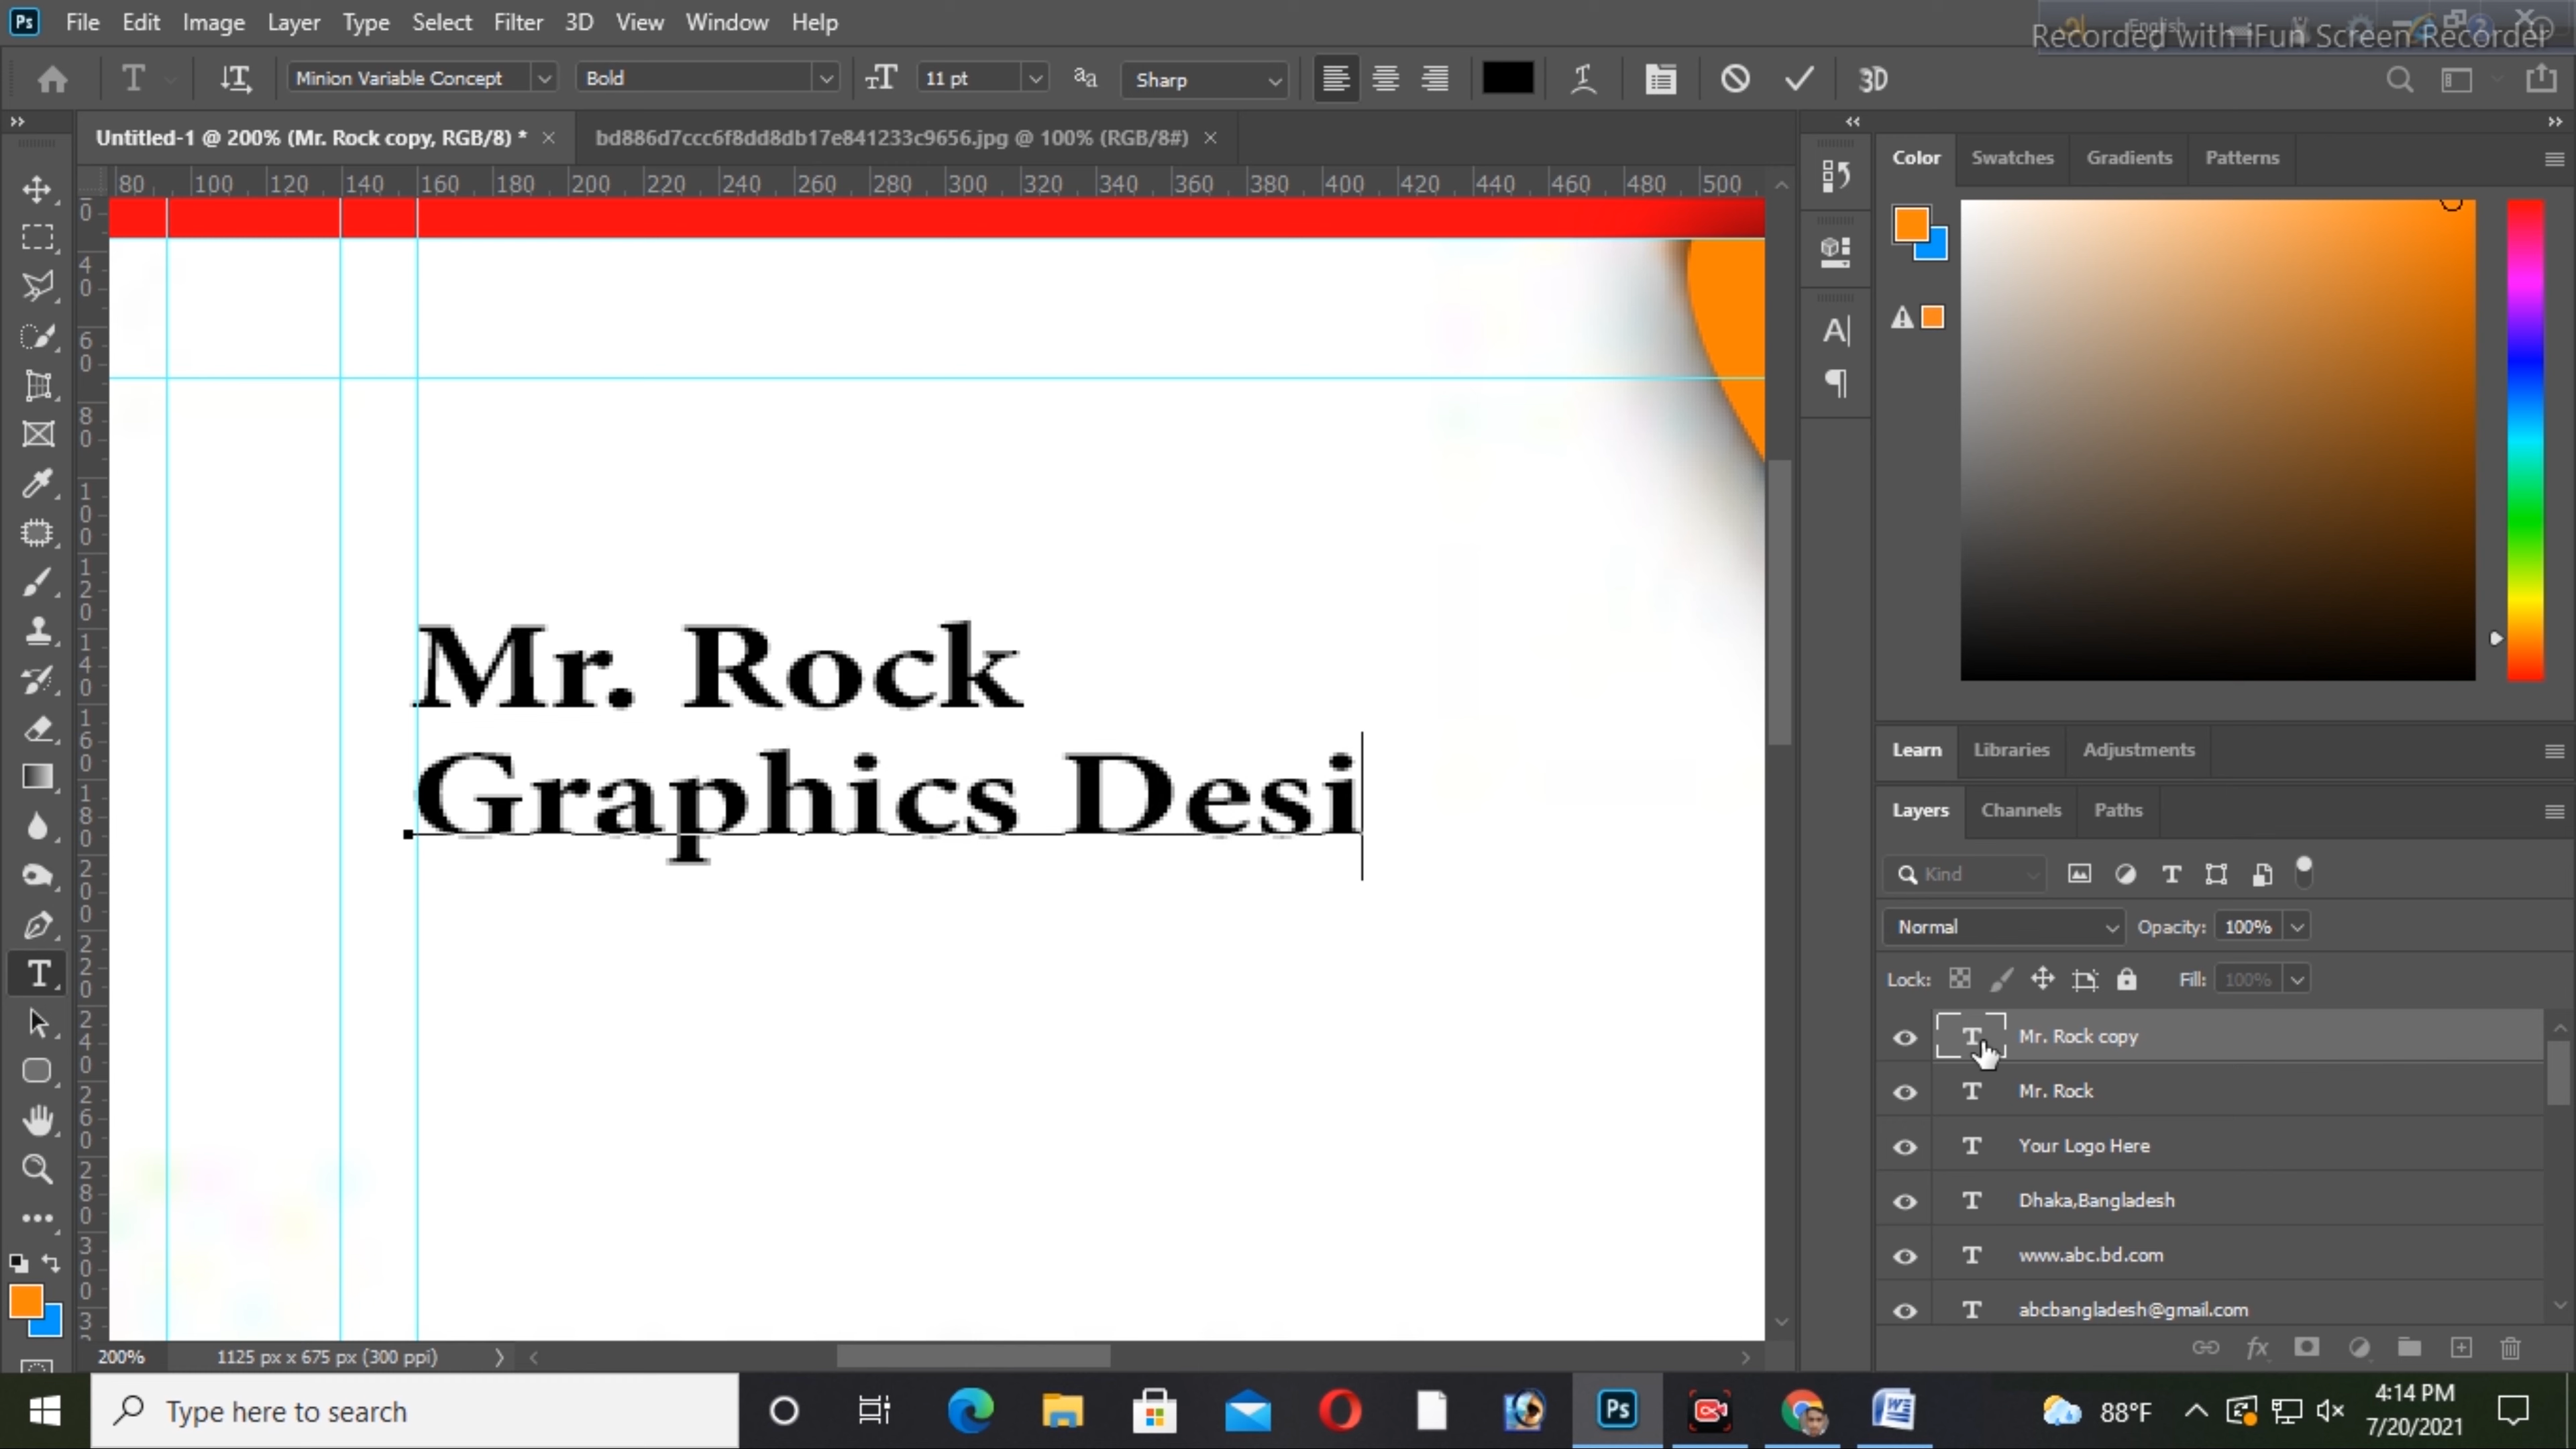 File Edit Image Layer Type Select Filter 3D View Window Help
Recorded with iFun Screen Recorder
Minion Variable Concept Bold 11 pt Sharp 3D
Untitled-1 @ 200% (Mr. Rock copy, RGB/8) * bd886d7ccc6f8dd8db17e841233c9656.jpg @ 100% (RGB/8#)
80 100 120 140 160 180 200 220 240 260 280 300 320 340 360 380 400 420 440 460 480 500
Color Swatches Gradients Patterns
Mr. Rock
Graphics Desi
Learn Libraries Adjustments
Layers Channels Paths
Kind
Normal Opacity: 100%
Lock: Fill: 100%
Mr. Rock copy
Mr. Rock
Your Logo Here
Dhaka,Bangladesh
www.abc.bd.com
abcbangladesh@gmail.com
200% 1125 px x 675 px (300 ppi)
Type here to search
88°F
4:14 PM
7/20/2021